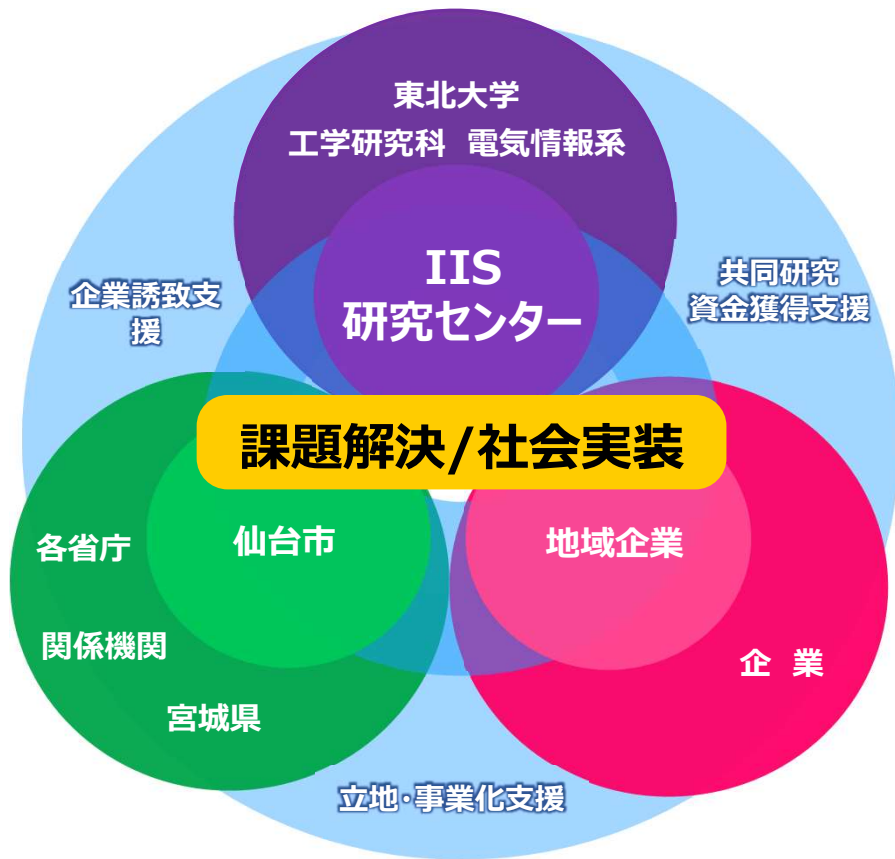 東北大学
工学研究科 電気情報系
IIS
研究センター
企業誘致支
援
共同研究
資金獲得支援
課題解決/社会実装
各省庁
仙台市
地域企業
関係機関
企 業
宮城県
立地・事業化支援